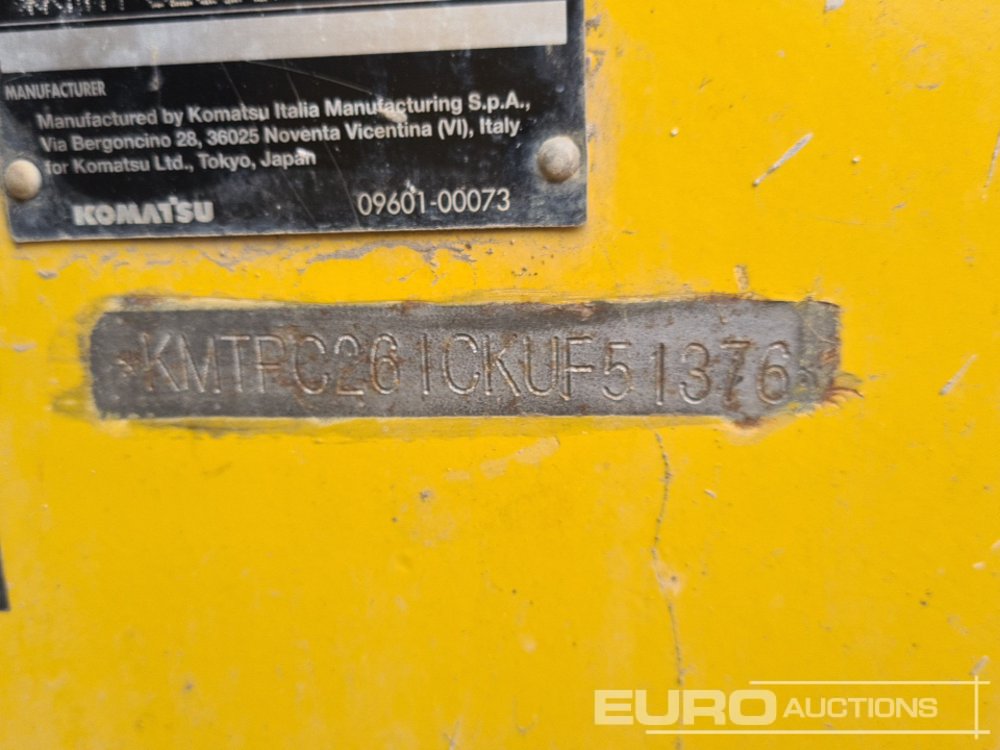 MANUFACTURER
Manufactured by Komatsu Italia Manufacturing S.p.A.,
Via Bergoncino 28, 36025 Noventa Vicentina (VI), Italy
for Komatsu Ltd., Tokyo, Japan
KOMATSU 09601-00073
*KMTPC261CKUF51376*
EURO AUCTIONS